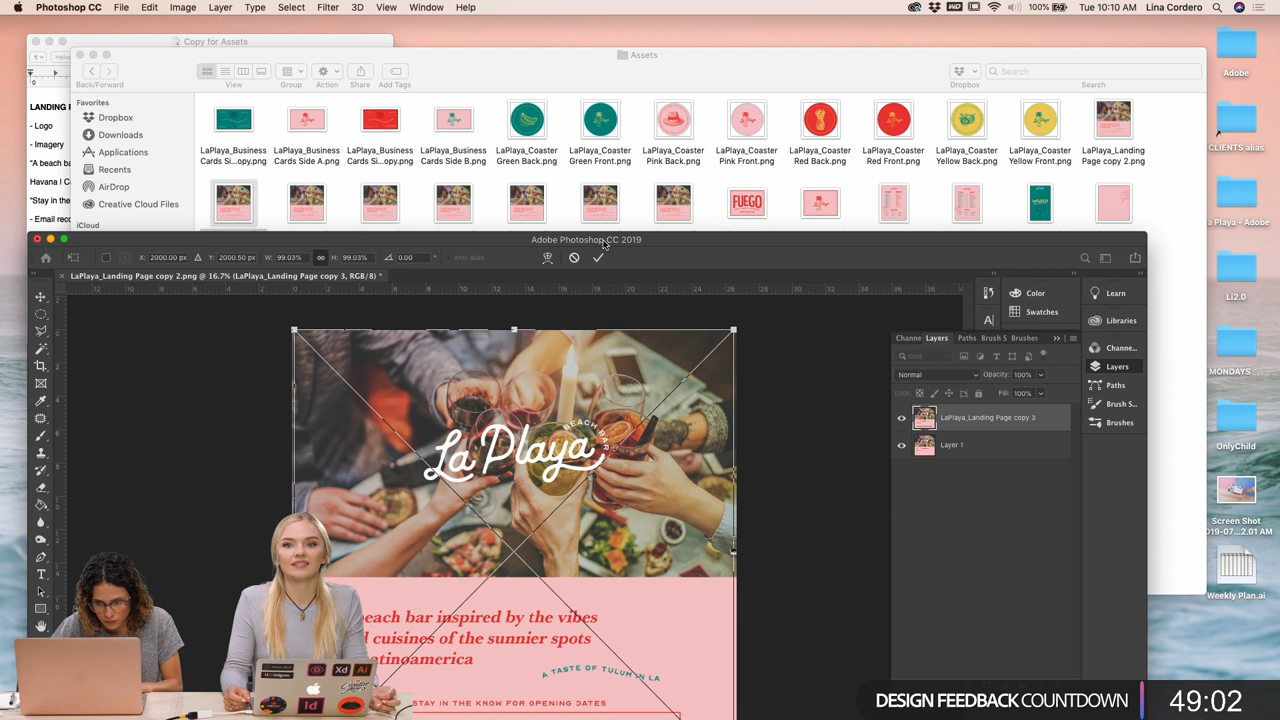 Photoshop CC File Edit Image Layer Type Select Filter 3D View Window Help
100% Tue 10:10 AM Lina Cordero
Copy for Assets
Assets
Back/Forward View Group Action Share Add Tags Dropbox Search
Search
Favorites
Dropbox
Downloads
Applications
Recents
AirDrop
Creative Cloud Files
iCloud
- Logo
- Imagery
"Stay in the
LaPlaya_Business
Cards Si...opy.png
LaPlaya_Business
Cards Side A.png
LaPlaya_Business
Cards Si...opy.png
LaPlaya_Business
Cards Side B.png
LaPlaya_Coaster
Green Back.png
LaPlaya_Coaster
Green Front.png
LaPlaya_Coaster
Pink Back.png
LaPlaya_Coaster
Pink Front.png
LaPlaya_Coaster
Red Back.png
LaPlaya_Coaster
Red Front.png
LaPlaya_Coaster
Yellow Back.png
LaPlaya_Coaster
Yellow Front.png
LaPlaya_Landing
Page copy 2.png
FUEGO
Adobe
CLIENTS alias
a Playa - Adobe
Li2.0
MONDAYS
OnlyChild
Screen Shot
019-07...2.01 AM
Weekly Plan.ai
Adobe Photoshop CC 2019
X: 2000.00 px Y: 2000.50 px W: 99.03% H: 99.03% 0.00 Anti-alias
LaPlaya_Landing Page copy 2.png @ 16.7% (LaPlaya_Landing Page copy 3, RGB/8) *
La Playa
BEACH BAR
each bar inspired by the vibes
cuisines of the sunnier spots
atinoamerica
A TASTE OF TULUM IN LA
STAY IN THE KNOW FOR OPENING DATES
Color
Swatches
Learn
Libraries
Channe...
Layers
Paths
Brush S...
Brushes
Channe Layers Paths Brush S Brushes
Kind
Normal Opacity: 100%
Lock: Fill: 100%
LaPlaya_Landing Page copy 3
Layer 1
Xd Ai
Id
DESIGN FEEDBACK COUNTDOWN 49:02